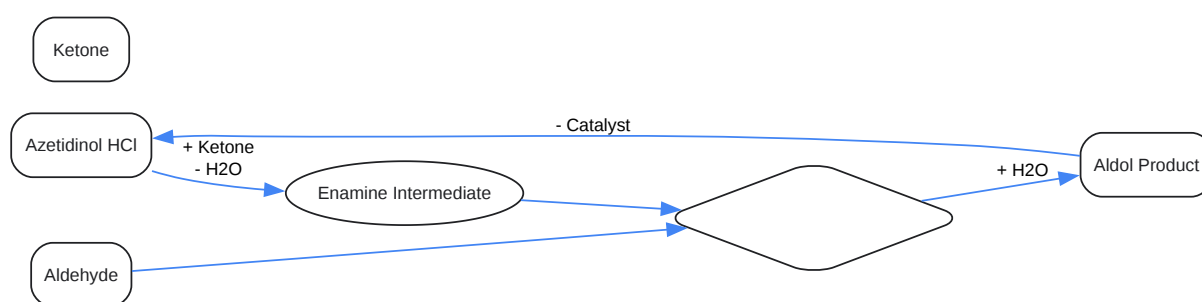 Ketone
- Catalyst
Azetidinol HCl
+ Ketone
- H2O
Enamine Intermediate
+ H2O
Aldol Product
Aldehyde